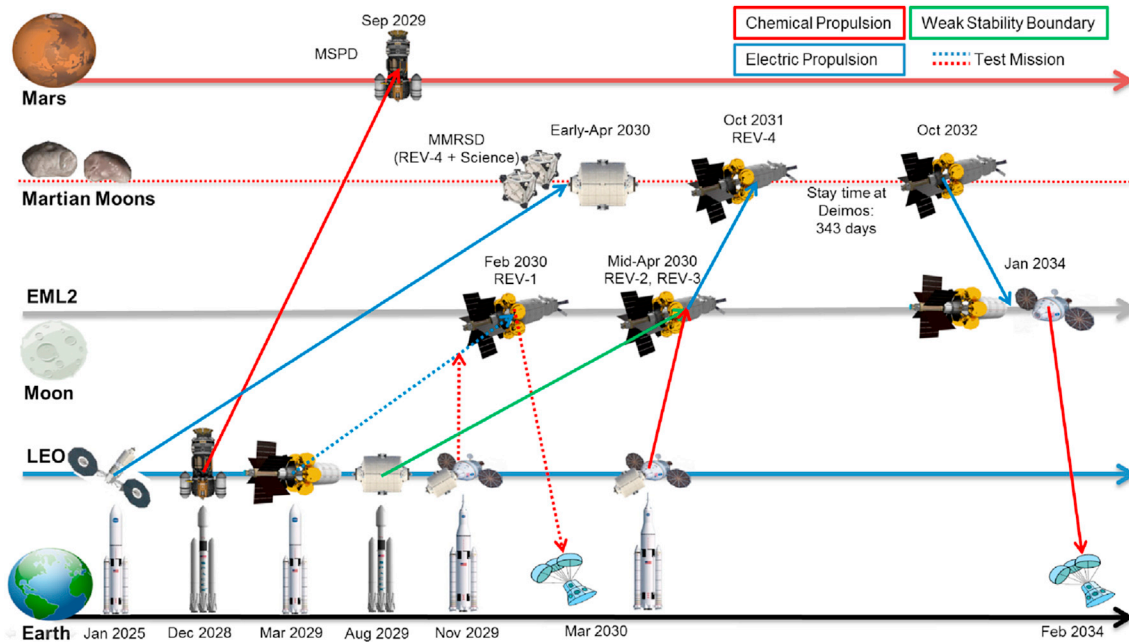 Sep 2029
MSPD
Chemical Propulsion
Weak Stability Boundary
Electric Propulsion
Test Mission
Mars
MMRSD
(REV-4 + Science)
Early-Apr 2030
Oct 2031
REV-4
Oct 2032
Martian Moons
Stay time at
Deimos:
343 days
Feb 2030
REV-1
Mid-Apr 2030
REV-2, REV-3
Jan 2034
EML2
Moon
LEO
Earth
Jan 2025
Dec 2028
Mar 2029
Aug 2029
Nov 2029
Mar 2030
Feb 2034